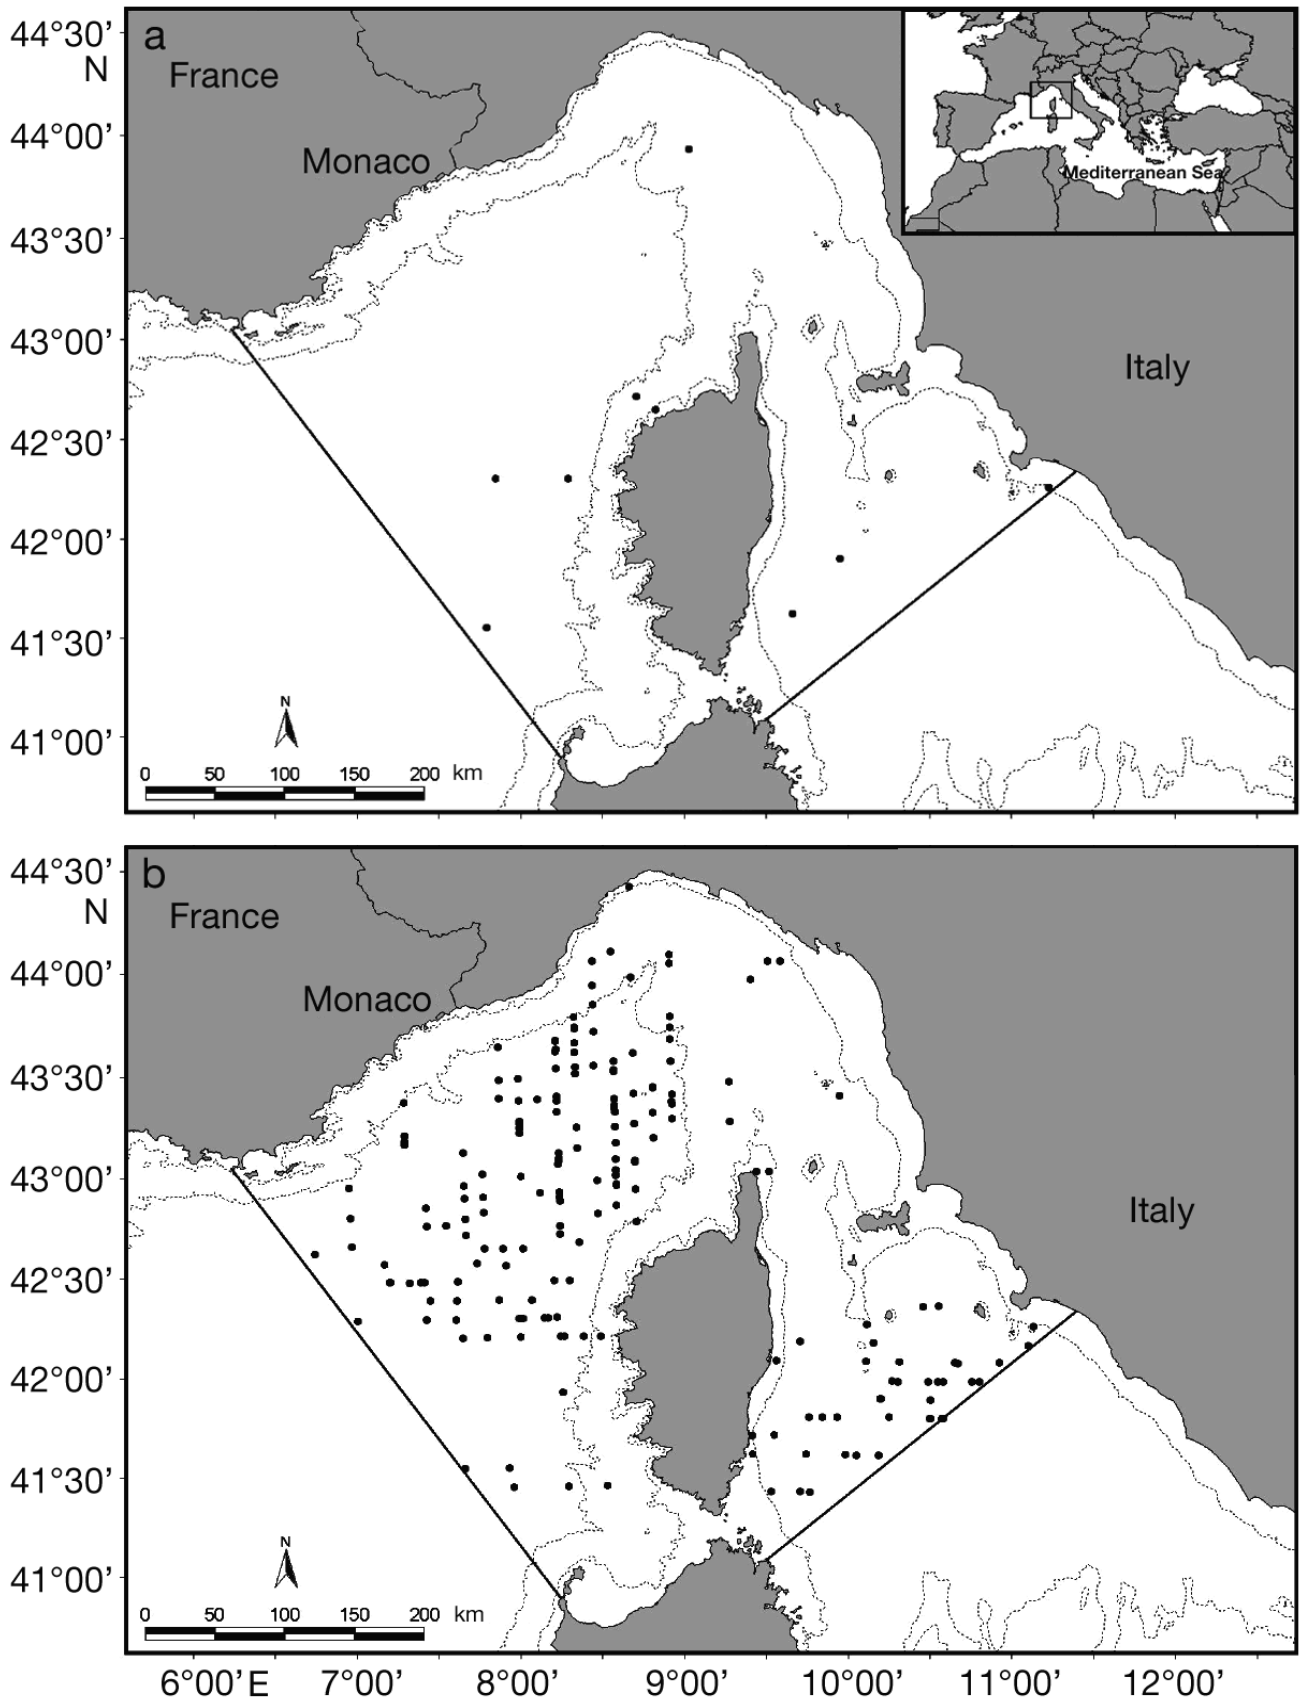 a
44°30’
N
France
44°00’
Monaco
Mediterranean Sea
43°30’
43°00’
Italy
42°30’
42°00’
41°30’
N
41°00’
0 50 100 150 200 km
b
44°30’
N
France
44°00’
Monaco
43°30’
43°00’
Italy
42°30’
42°00’
41°30’
N
41°00’
0 50 100 150 200 km
6°00’ E 7°00’ 8°00’ 9°00’ 10°00’ 11°00’ 12°00’